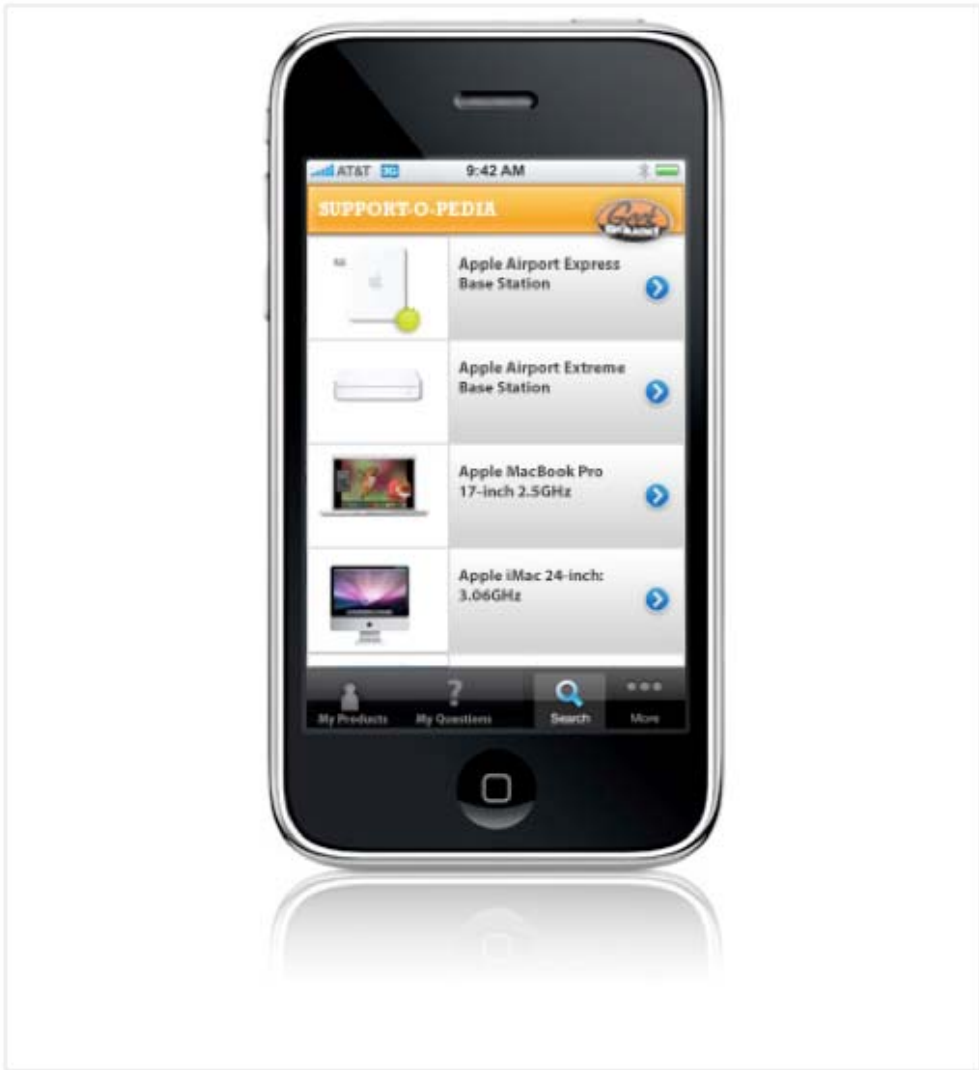 AT&T 3G 9:42 AM
SUPPORT-O-PEDIA
Geek
Apple Airport Express
Base Station
Apple Airport Extreme
Base Station
Apple MacBook Pro
17-inch 2.5GHz
Apple iMac 24-inch:
3.06GHz
?
My Products My Questions Search More